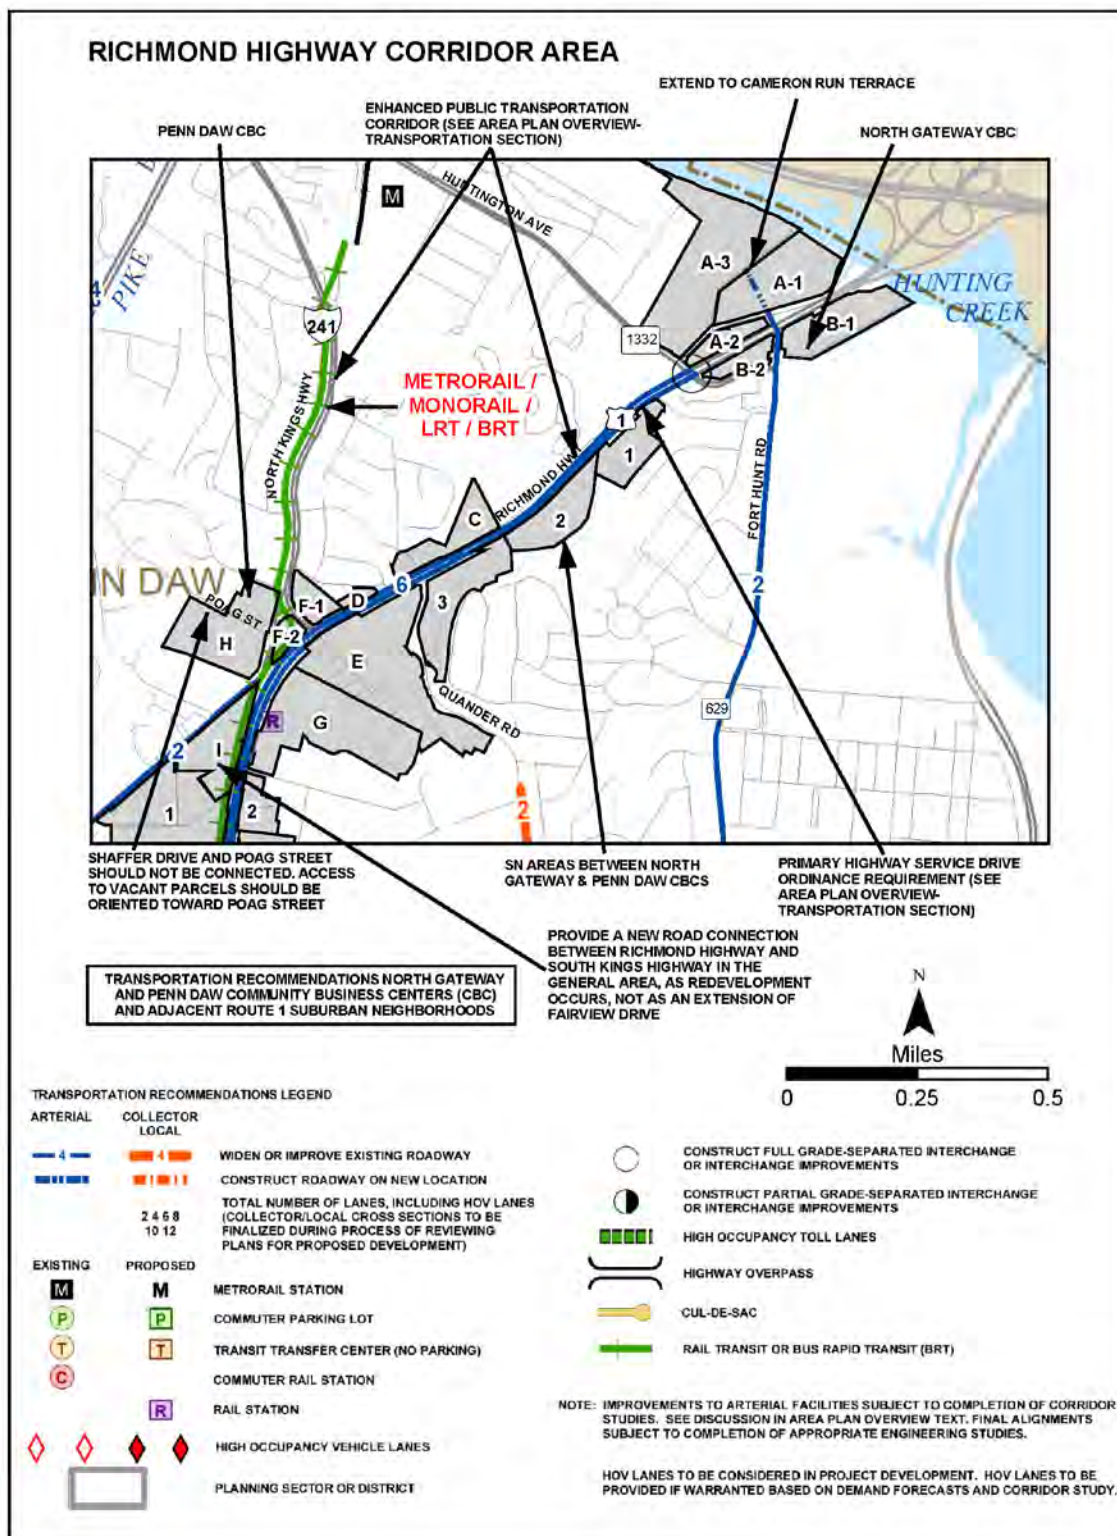 RICHMOND HIGHWAY CORRIDOR AREA
PENN DAW CBC
ENHANCED PUBLIC TRANSPORTATION
CORRIDOR (SEE AREA PLAN OVERVIEW-
TRANSPORTATION SECTION)
EXTEND TO CAMERON RUN TERRACE
NORTH GATEWAY CBC
M
HUNTINGTON AVE
4
PIKE
A-3
A-1
HUNTING
CREEK
B-1
241
1332
A-2
B-2
METRORAIL /
MONORAIL /
LRT / BRT
NORTH KINGS HWY
1
1
RICHMOND HWY
FORT HUNT RD
C
2
2
N DAW
6
D
3
F-1
POAG ST
F-2
H
E
QUANDER RD
629
R
G
2
I
1
2
2
SHAFFER DRIVE AND POAG STREET
SHOULD NOT BE CONNECTED. ACCESS
TO VACANT PARCELS SHOULD BE
ORIENTED TOWARD POAG STREET
SN AREAS BETWEEN NORTH
GATEWAY & PENN DAW CBCS
PRIMARY HIGHWAY SERVICE DRIVE
ORDINANCE REQUIREMENT (SEE
AREA PLAN OVERVIEW-
TRANSPORTATION SECTION)
PROVIDE A NEW ROAD CONNECTION
BETWEEN RICHMOND HIGHWAY AND
SOUTH KINGS HIGHWAY IN THE
GENERAL AREA, AS REDEVELOPMENT
OCCURS, NOT AS AN EXTENSION OF
FAIRVIEW DRIVE
TRANSPORTATION RECOMMENDATIONS NORTH GATEWAY
AND PENN DAW COMMUNITY BUSINESS CENTERS (CBC)
AND ADJACENT ROUTE 1 SUBURBAN NEIGHBORHOODS
N
Miles
0 0.25 0.5
TRANSPORTATION RECOMMENDATIONS LEGEND
ARTERIAL COLLECTOR
LOCAL
4 4 WIDEN OR IMPROVE EXISTING ROADWAY
CONSTRUCT ROADWAY ON NEW LOCATION
2 4 6 8
10 12
TOTAL NUMBER OF LANES, INCLUDING HOV LANES
(COLLECTOR/LOCAL CROSS SECTIONS TO BE
FINALIZED DURING PROCESS OF REVIEWING
PLANS FOR PROPOSED DEVELOPMENT)
EXISTING PROPOSED
M M METRORAIL STATION
P P COMMUTER PARKING LOT
T T TRANSIT TRANSFER CENTER (NO PARKING)
C COMMUTER RAIL STATION
R RAIL STATION
HIGH OCCUPANCY VEHICLE LANES
PLANNING SECTOR OR DISTRICT
CONSTRUCT FULL GRADE-SEPARATED INTERCHANGE
OR INTERCHANGE IMPROVEMENTS
CONSTRUCT PARTIAL GRADE-SEPARATED INTERCHANGE
OR INTERCHANGE IMPROVEMENTS
HIGH OCCUPANCY TOLL LANES
HIGHWAY OVERPASS
CUL-DE-SAC
RAIL TRANSIT OR BUS RAPID TRANSIT (BRT)
NOTE: IMPROVEMENTS TO ARTERIAL FACILITIES SUBJECT TO COMPLETION OF CORRIDOR
STUDIES. SEE DISCUSSION IN AREA PLAN OVERVIEW TEXT. FINAL ALIGNMENTS
SUBJECT TO COMPLETION OF APPROPRIATE ENGINEERING STUDIES.
HOV LANES TO BE CONSIDERED IN PROJECT DEVELOPMENT. HOV LANES TO BE
PROVIDED IF WARRANTED BASED ON DEMAND FORECASTS AND CORRIDOR STUDY.